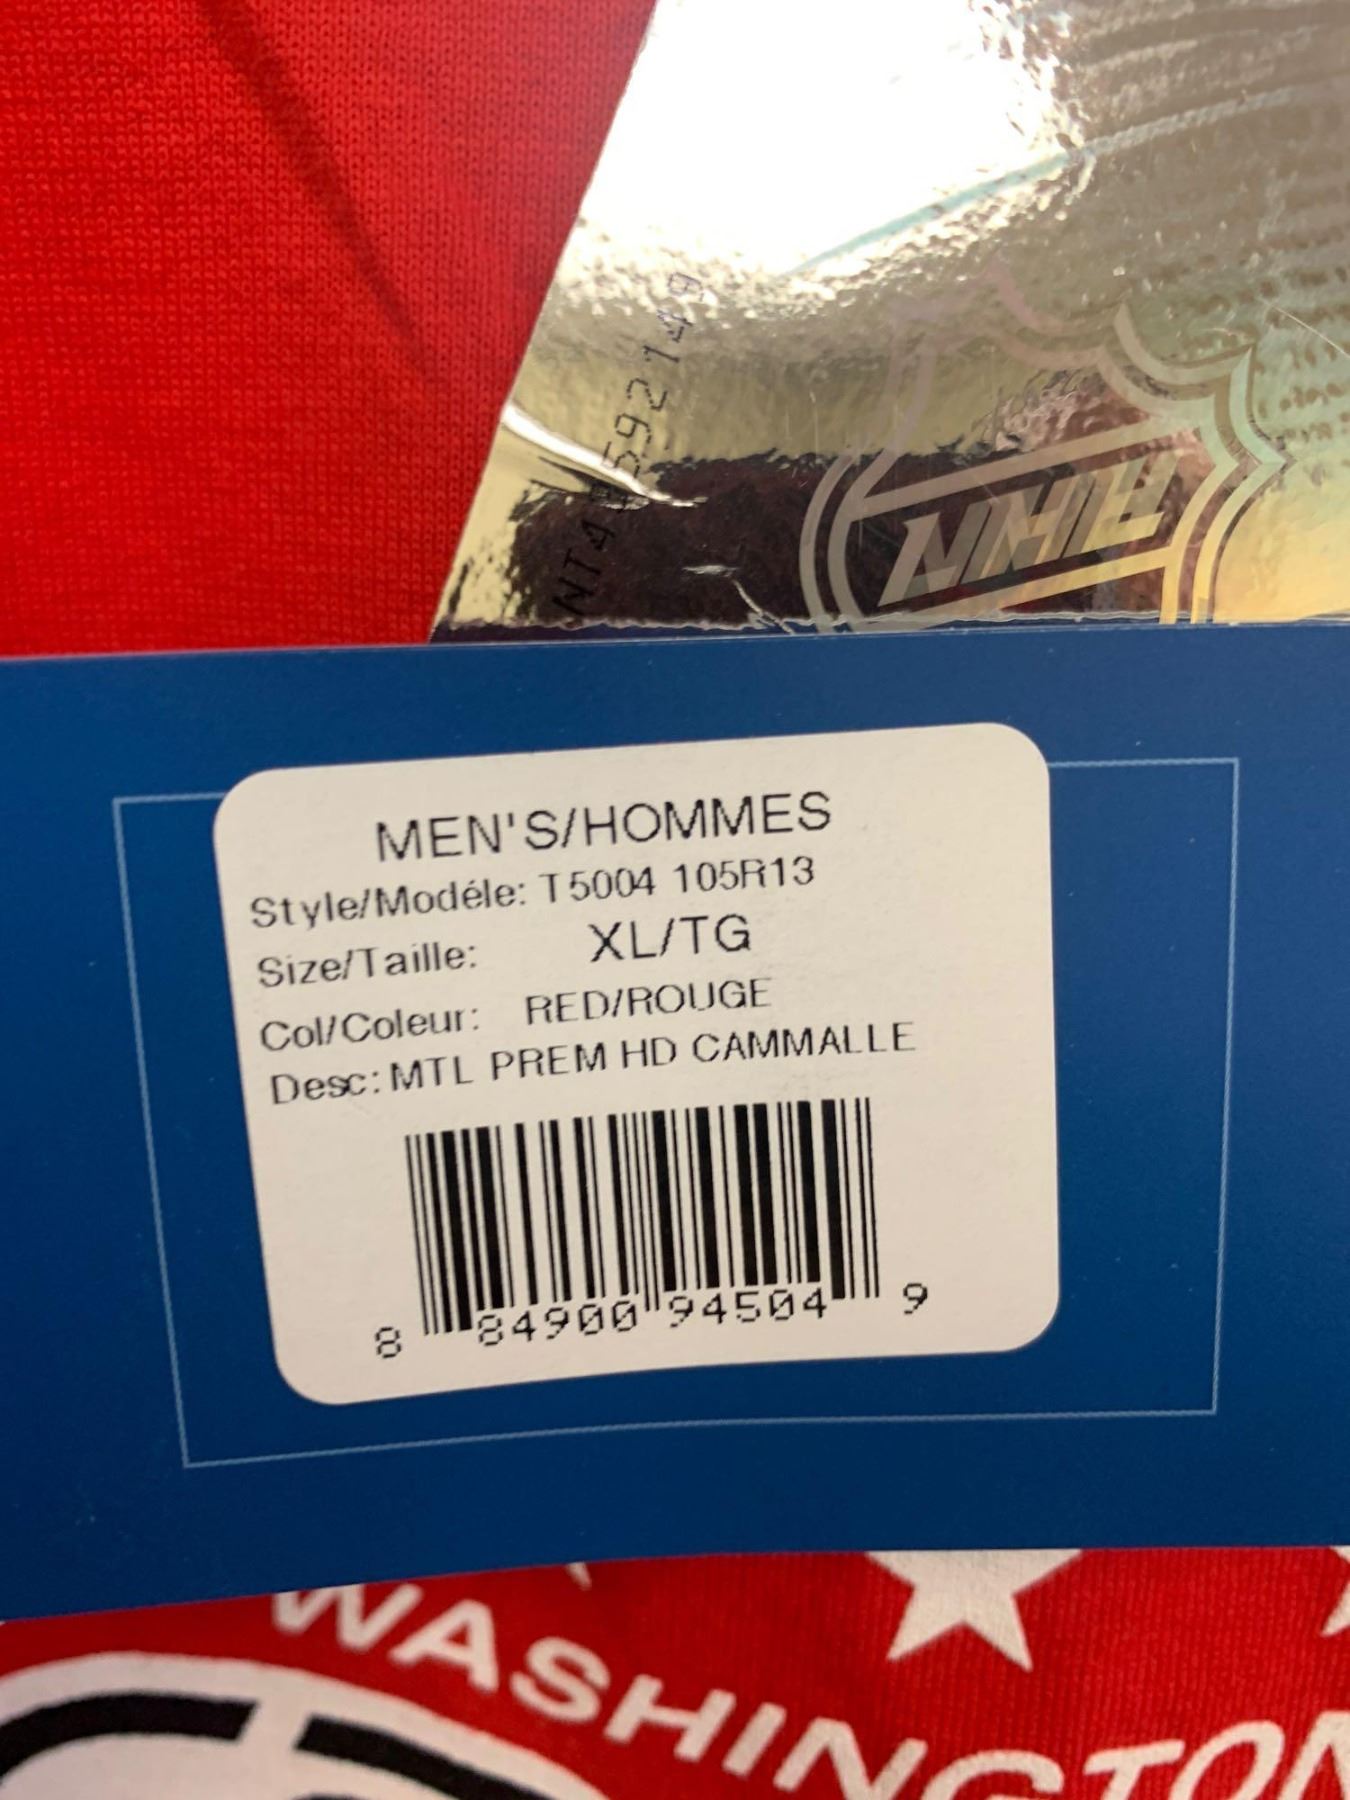 NHL
MEN'S/HOMMES
Style/Modéle: T5004 105R13
Size/Taille: XL/TG
Col/Coleur: RED/ROUGE
Desc: MTL PREM HD CAMMALLE
8 84900 94504 9
WASHINGTON